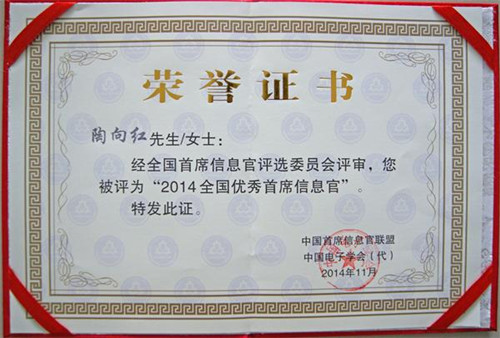 荣誉证书
陶向红先生/女士：
经全国首席信息官评选委员会评审，您
被评为“2014全国优秀首席信息官”。
特发此证。
中国首席信息官联盟
中国电子学会（代）
2014年11月